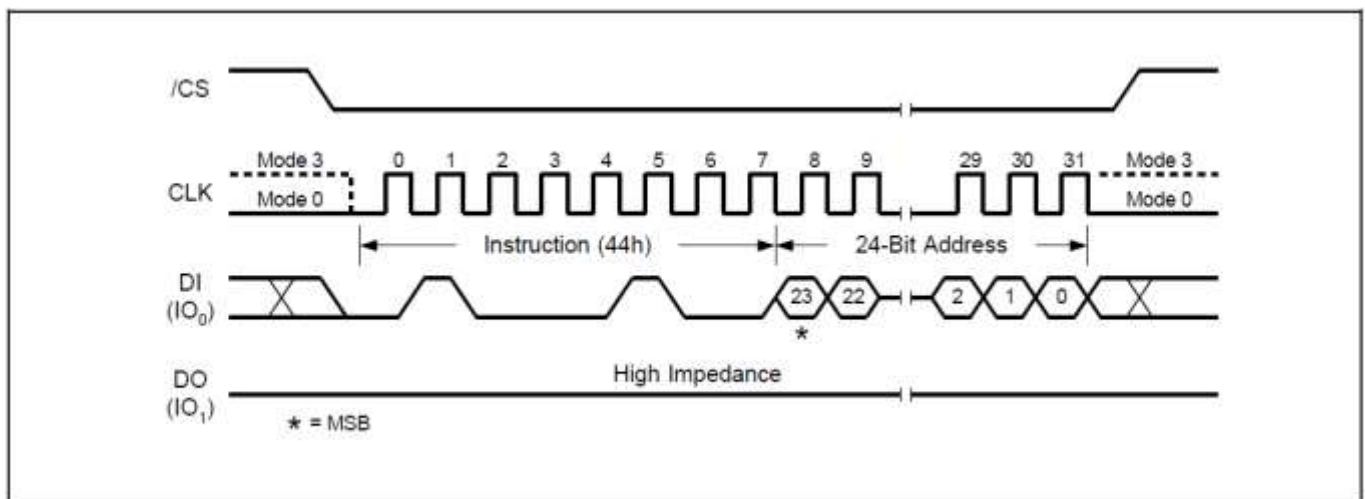 /CS
Mode 3 0 1 2 3 4 5 6 7 8 9 29 30 31 Mode 3
CLK Mode 0 Mode 0
Instruction (44h) 24-Bit Address
DI
(IO0) 23 22 2 1 0
*
DO High Impedance
(IO1)
* = MSB